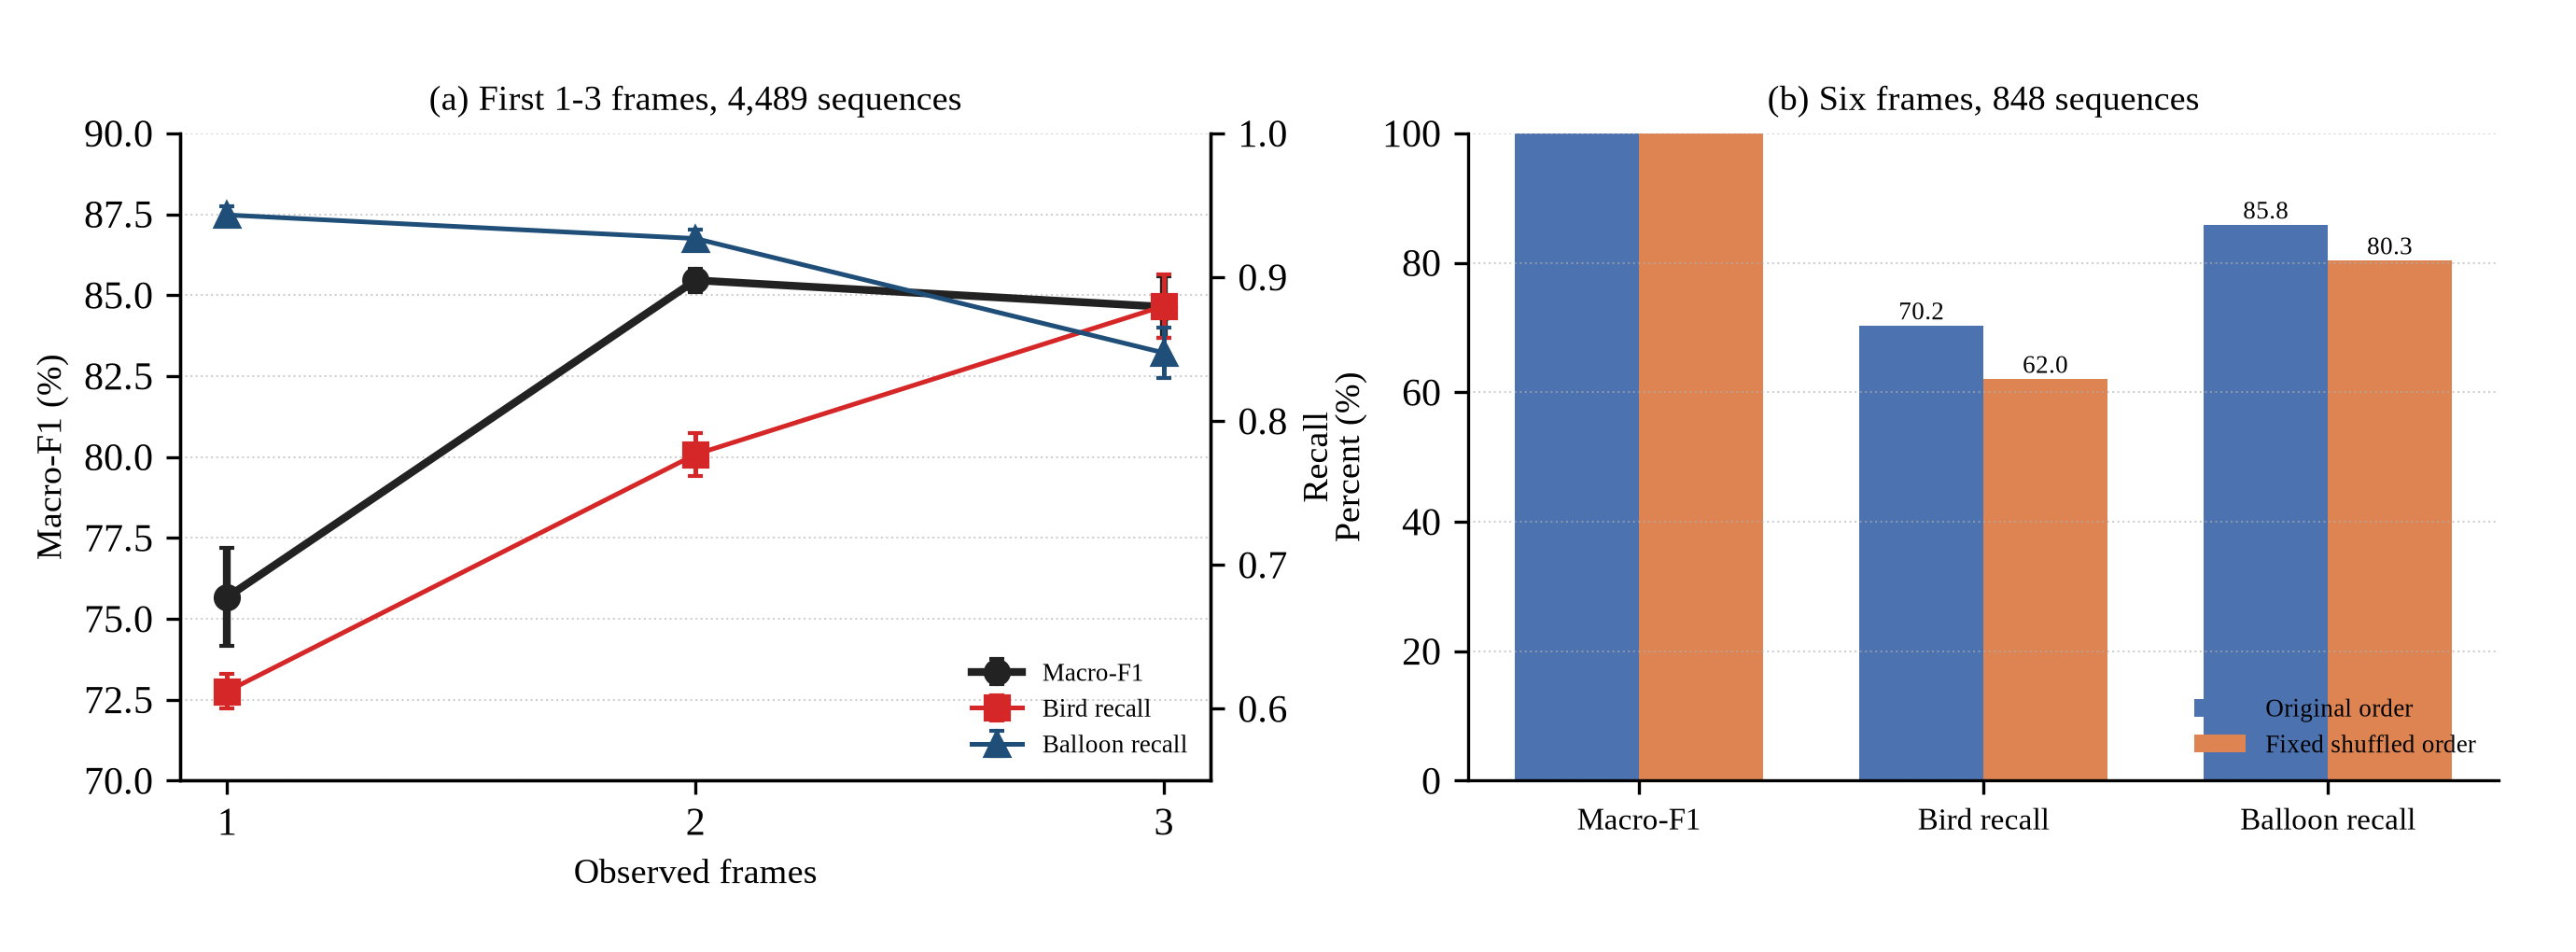 (a) First 1-3 frames, 4,489 sequences
90.0
87.5
85.0
82.5
80.0
77.5
75.0
72.5
70.0
Macro-F1 (%)
1.0
0.9
0.8
0.7
0.6
Recall
1
2
3
Observed frames
Macro-F1
Bird recall
Balloon recall
(b) Six frames, 848 sequences
Percent (%)
100
80
60
40
20
0
70.2
62.0
85.8
80.3
Original order
Fixed shuffled order
Macro-F1
Bird recall
Balloon recall